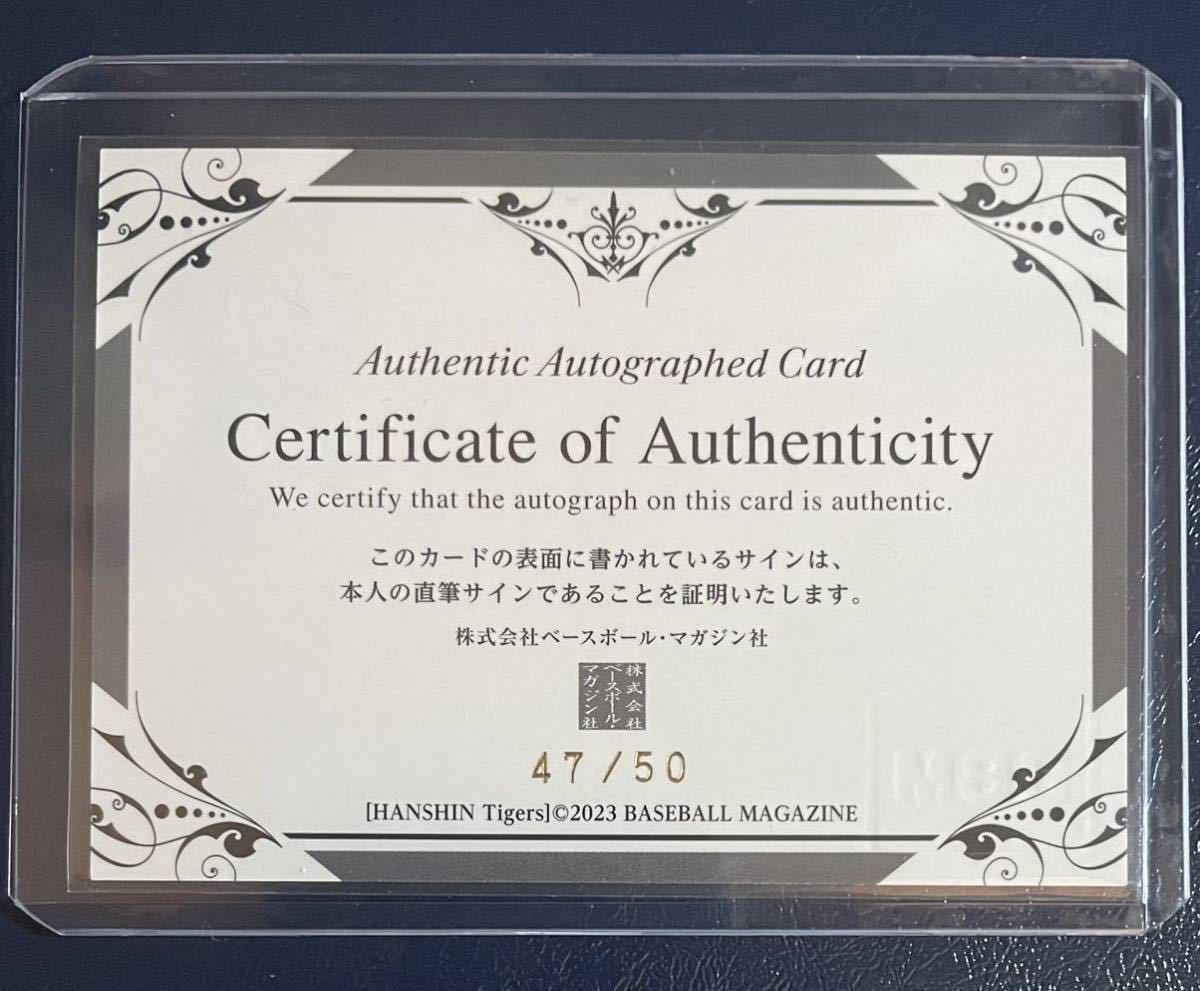 Authentic Autographed Card
Certificate of Authenticity
We certify that the autograph on this card is authentic.
このカードの表面に書かれているサインは、
本人の直筆サインであることを証明いたします。
株式会社ベースボール・マガジン社
株式会社
ベースボール・
マガジン社
47/50
[HANSHIN Tigers]©2023 BASEBALL MAGAZINE